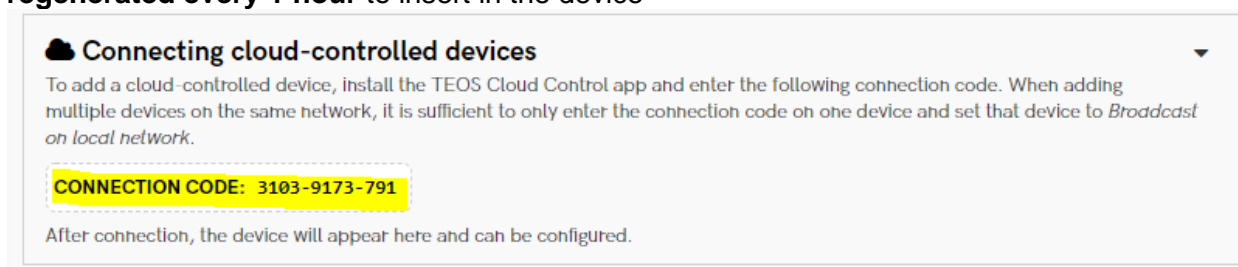 regenerated every 1 hour to insert in the device
Connecting cloud-controlled devices
To add a cloud-controlled device, install the TEOS Cloud Control app and enter the following connection code. When adding
multiple devices on the same network, it is sufficient to only enter the connection code on one device and set that device to Broadcast
on local network.
CONNECTION CODE: 3103-9173-791
After connection, the device will appear here and can be configured.